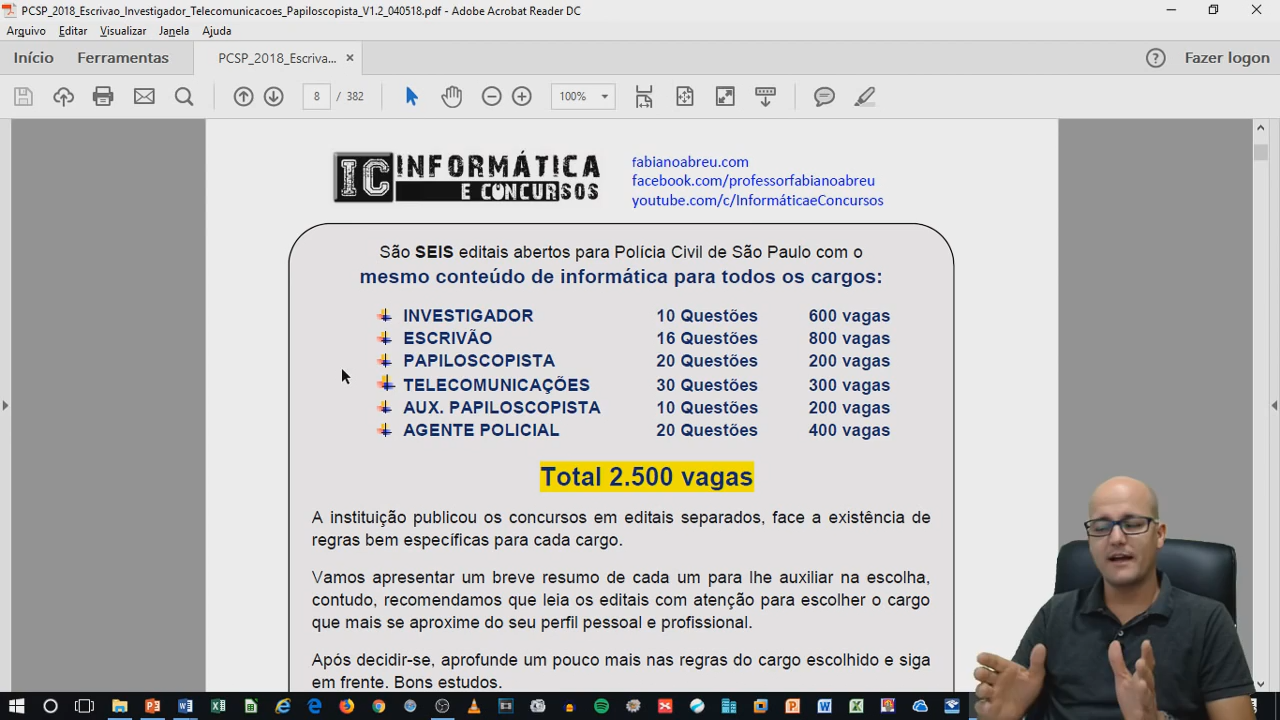 PCSP_2018_Escrivao_Investigador_Telecomunicacoes_Papiloscopista_V1.2_040518.pdf - Adobe Acrobat Reader DC
Arquivo Editar Visualizar Janela Ajuda
Início Ferramentas PCSP_2018_Escriva... × ? Fazer logon
8 / 382 100%
IC INFORMÁTICA
E CONCURSOS
fabianoabreu.com
facebook.com/professorfabianoabreu
youtube.com/c/InformáticaeConcursos
São SEIS editais abertos para Polícia Civil de São Paulo com o
mesmo conteúdo de informática para todos os cargos:
INVESTIGADOR 10 Questões 600 vagas
ESCRIVÃO 16 Questões 800 vagas
PAPILOSCOPISTA 20 Questões 200 vagas
TELECOMUNICAÇÕES 30 Questões 300 vagas
AUX. PAPILOSCOPISTA 10 Questões 200 vagas
AGENTE POLICIAL 20 Questões 400 vagas
Total 2.500 vagas
A instituição publicou os concursos em editais separados, face a existência de
regras bem específicas para cada cargo.
Vamos apresentar um breve resumo de cada um para lhe auxiliar na escolha,
contudo, recomendamos que leia os editais com atenção para escolher o cargo
que mais se aproxime do seu perfil pessoal e profissional.
Após decidir-se, aprofunde um pouco mais nas regras do cargo escolhido e siga
em frente. Bons estudos.